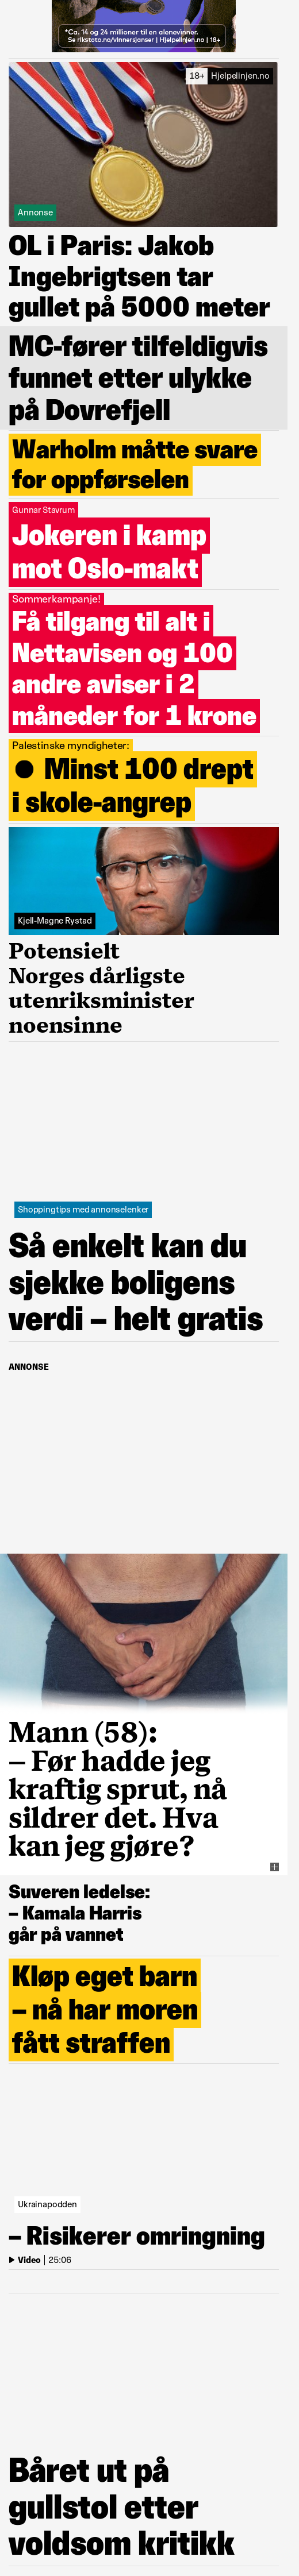 *Ca. 14 og 24 millioner til en alenevinner.
Se rikstoto.no/vinnersjanser | Hjelpelinjen.no | 18+
18+ Hjelpelinjen.no
Annonse
OL i Paris: Jakob
Ingebrigtsen tar
gullet på 5000 meter
MC-fører tilfeldigvis
funnet etter ulykke
på Dovrefjell
Warholm måtte svare
for oppførselen
Gunnar Stavrum
Jokeren i kamp
mot Oslo-makt
Sommerkampanje!
Få tilgang til alt i
Nettavisen og 100
andre aviser i 2
måneder for 1 krone
Palestinske myndigheter:
● Minst 100 drept
i skole-angrep
Kjell-Magne Rystad
Potensielt
Norges dårligste
utenriksminister
noensinne
Shoppingtips med annonselenker
Så enkelt kan du
sjekke boligens
verdi – helt gratis
ANNONSE
Mann (58):
– Før hadde jeg
kraftig sprut, nå
sildrer det. Hva
kan jeg gjøre?
Suveren ledelse:
– Kamala Harris
går på vannet
Kløp eget barn
– nå har moren
fått straffen
Ukrainapodden
– Risikerer omringning
Video | 25:06
Båret ut på
gullstol etter
voldsom kritikk